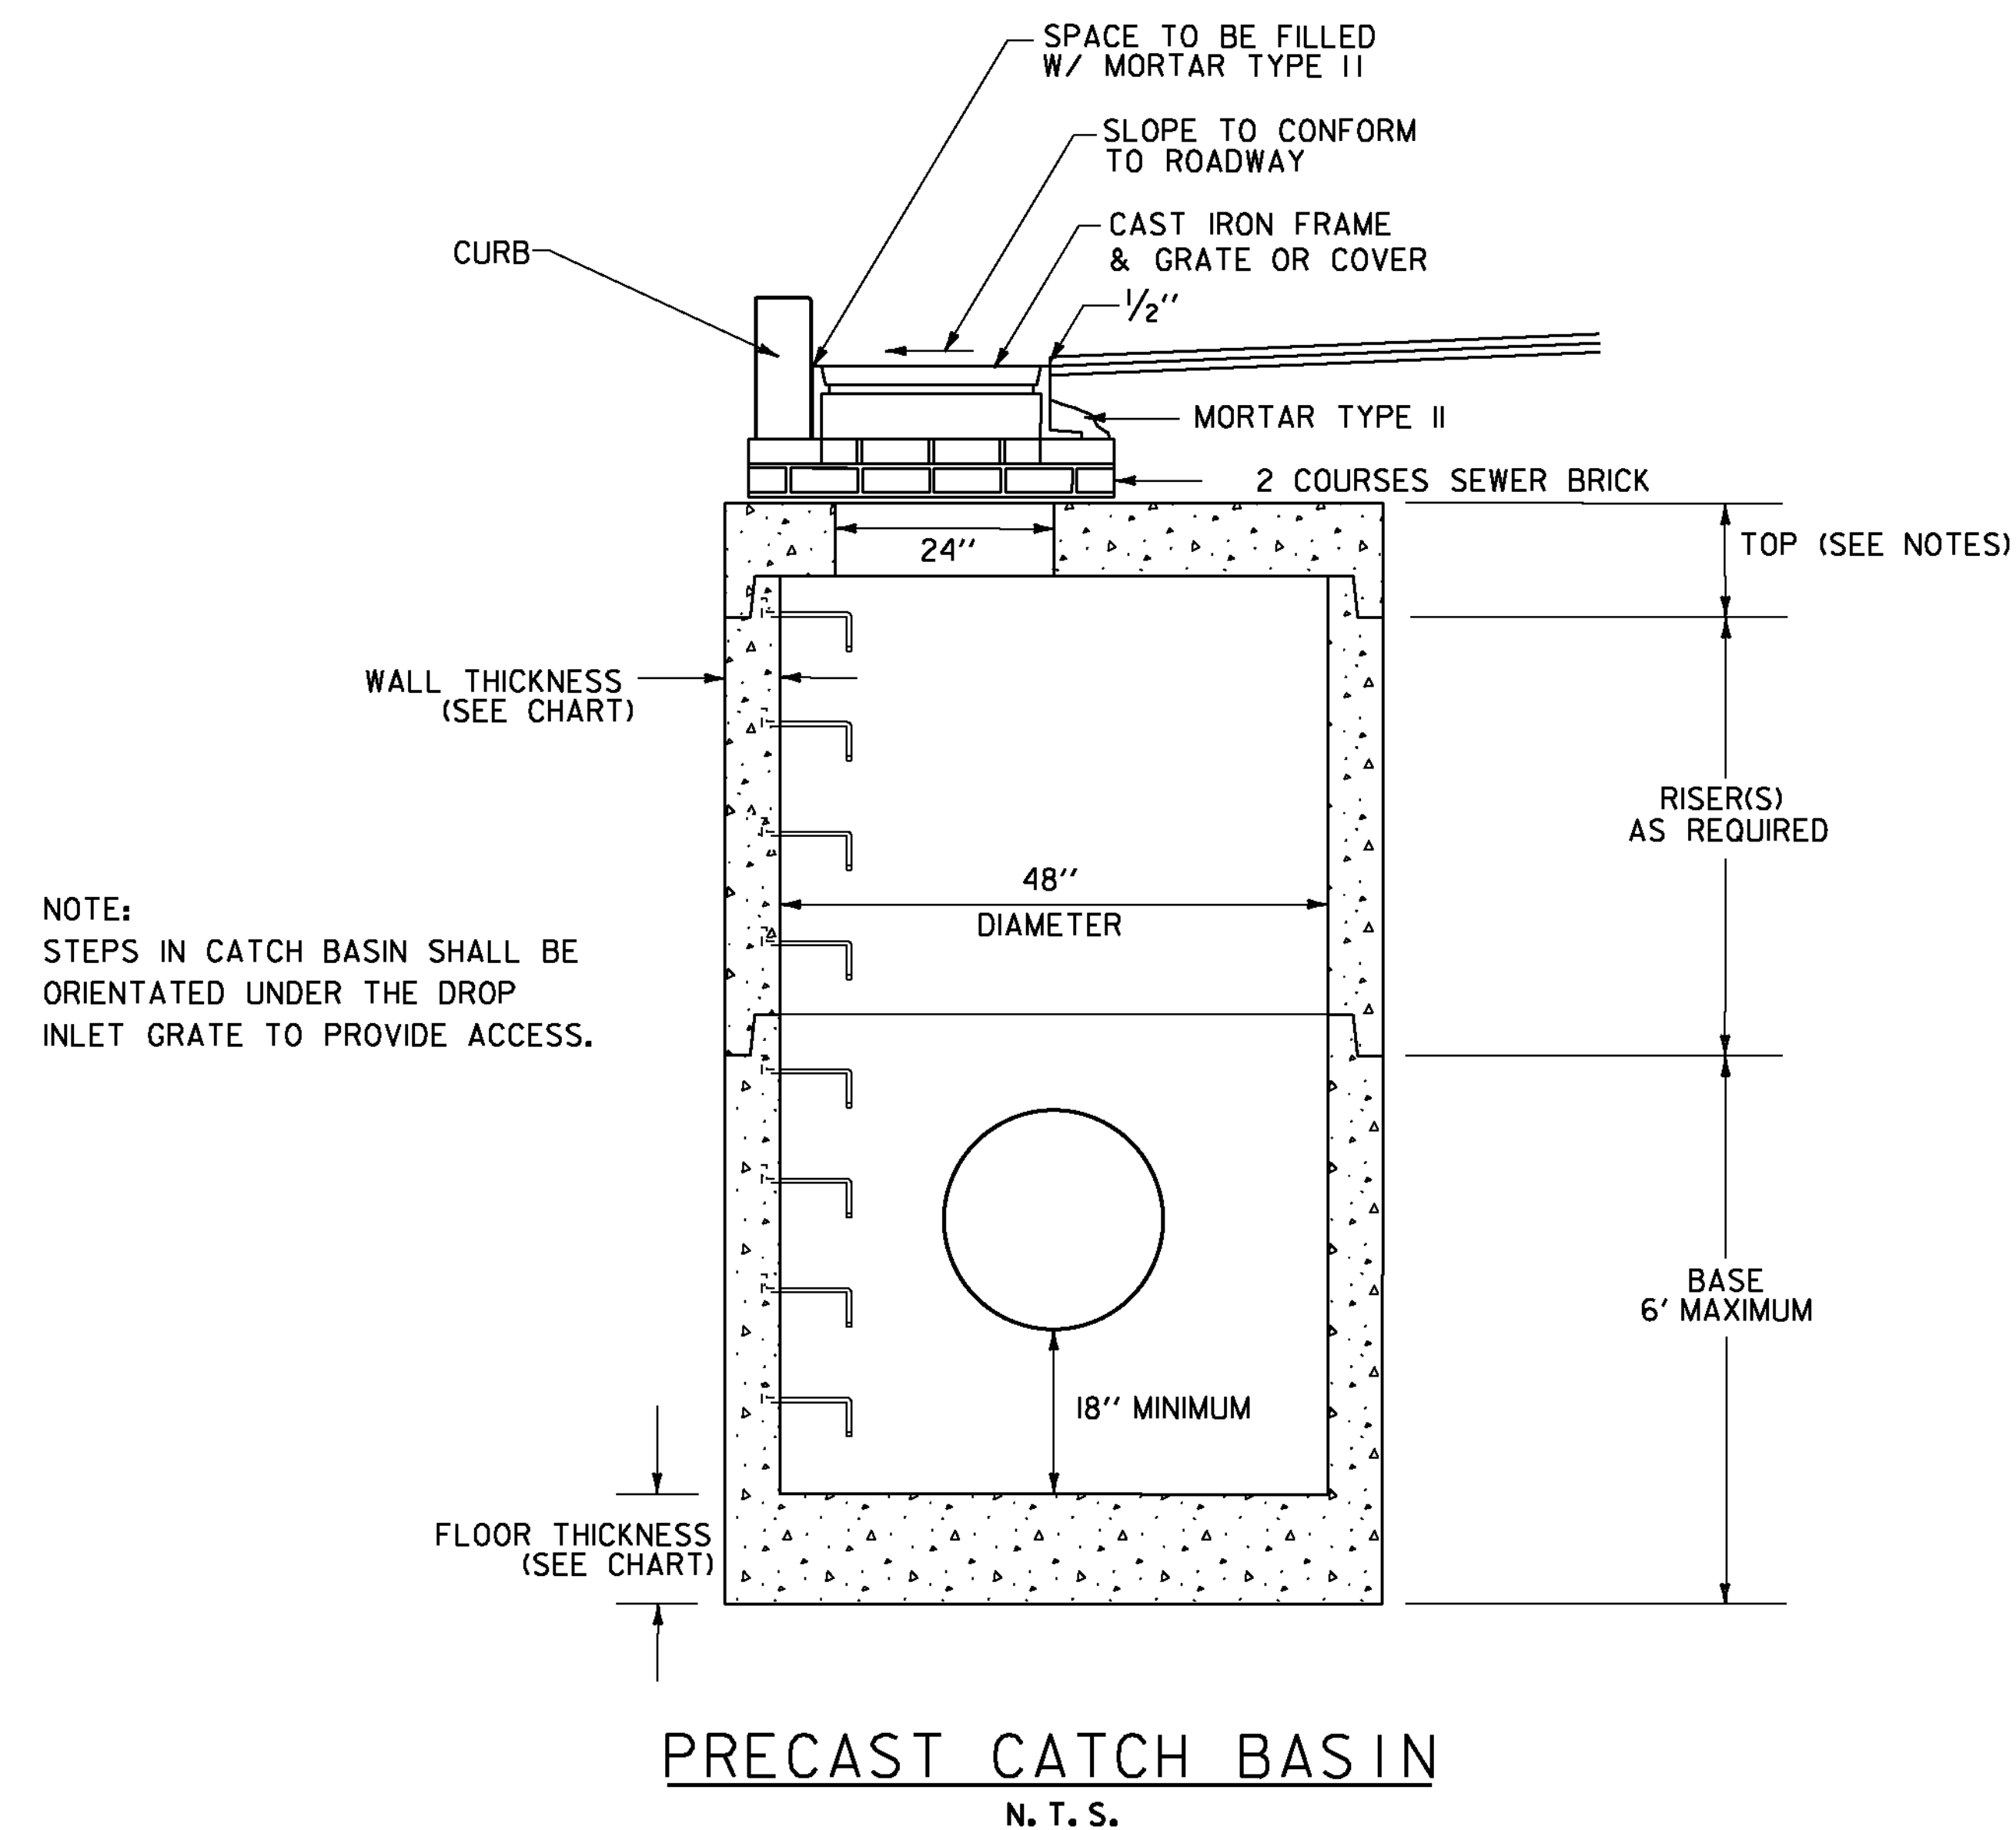 SPACE TO BE FILLED
W/ MORTAR TYPE II
SLOPE TO CONFORM
TO ROADWAY
CAST IRON FRAME
& GRATE OR COVER
CURB
1/2"
MORTAR TYPE II
2 COURSES SEWER BRICK
24"
TOP (SEE NOTES)
WALL THICKNESS
(SEE CHART)
RISER(S)
AS REQUIRED
48"
DIAMETER
NOTE:
STEPS IN CATCH BASIN SHALL BE
ORIENTATED UNDER THE DROP
INLET GRATE TO PROVIDE ACCESS.
BASE
6' MAXIMUM
18" MINIMUM
FLOOR THICKNESS
(SEE CHART)
PRECAST CATCH BASIN
N.T.S.